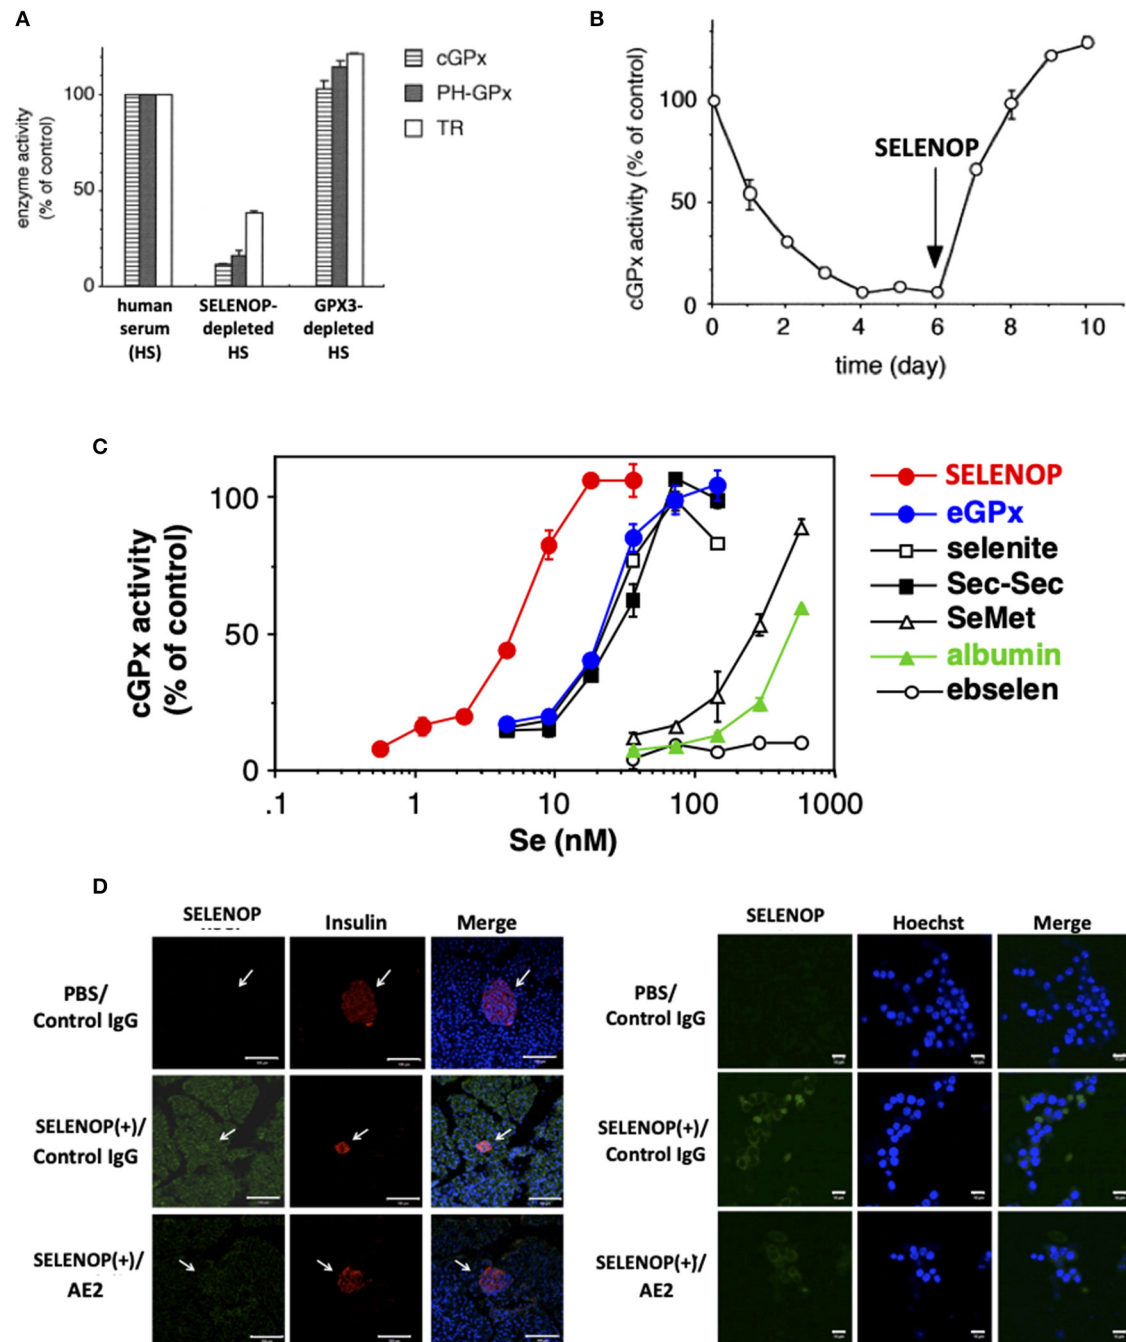 A
enzyme activity
(% of control)
100
50
0
cGPx
PH-GPx
TR
human
serum
(HS)
SELENOP-
depleted
HS
GPX3-
depleted
HS
B
cGPx activity (% of control)
100
50
0
SELENOP
0 2 4 6 8 10
time (day)
C
cGPx activity
(% of control)
100
50
0
.1 1 10 100 1000
Se (nM)
SELENOP
eGPx
selenite
Sec-Sec
SeMet
albumin
ebselen
D
SELENOP Insulin Merge
PBS/
Control IgG
SELENOP(+)/
Control IgG
SELENOP(+)/
AE2
SELENOP Hoechst Merge
PBS/
Control IgG
SELENOP(+)/
Control IgG
SELENOP(+)/
AE2